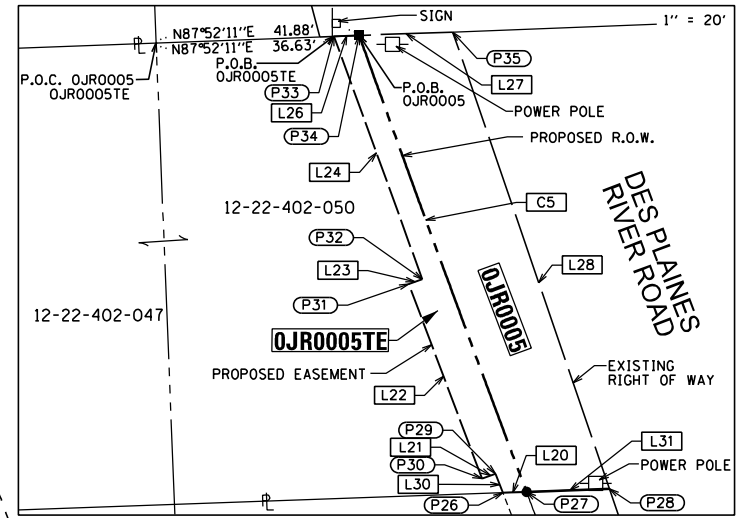 SIGN
1" = 20'
N87°52'11"E 41.88'
N87°52'11"E 36.63'
PL
P.O.C. 0JR0005
0JR0005TE
P.O.B.
0JR0005TE
P33
L26
P34
P.O.B.
0JR0005
P35
L27
POWER POLE
PROPOSED R.O.W.
L24
12-22-402-050
C5
DES PLAINES
RIVER ROAD
P32
L23
P31
L28
12-22-402-047
0JR0005TE
0JR0005
PROPOSED EASEMENT
EXISTING
RIGHT OF WAY
L22
P29
L21
P30
L30
L20
L31
POWER POLE
PL
P26
P27
P28